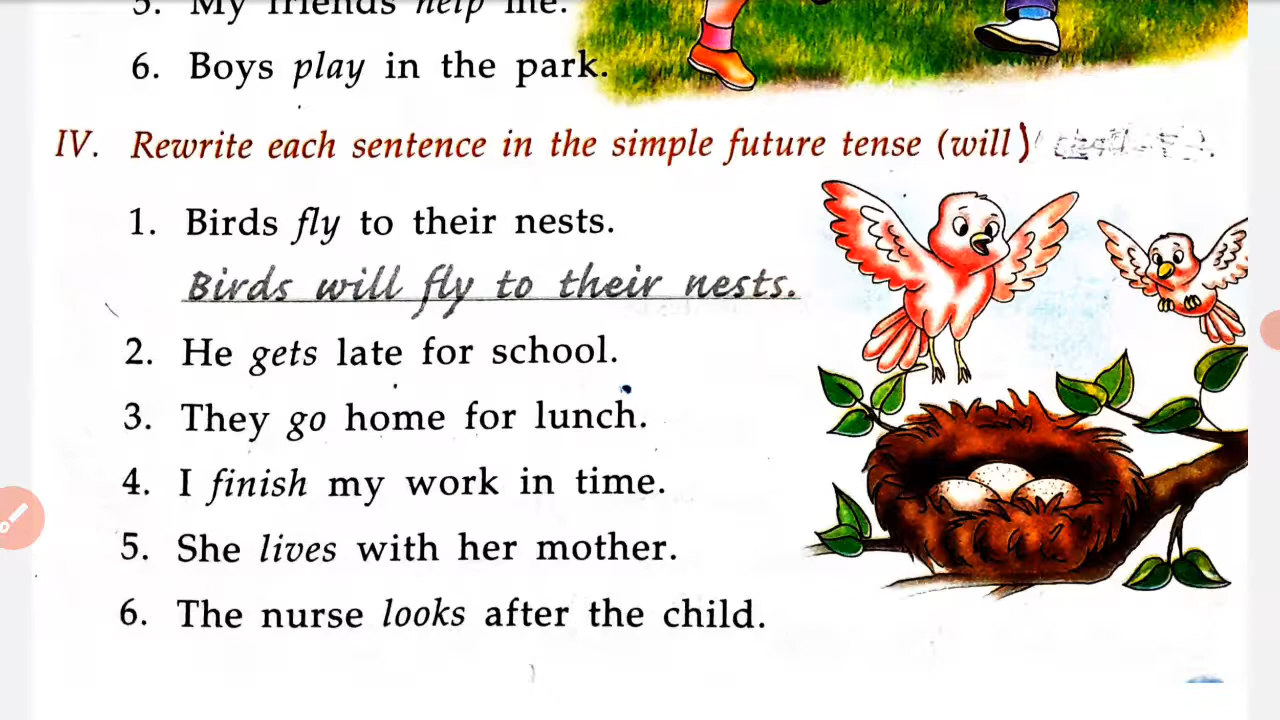 5. My friends help me.
6. Boys play in the park.
IV. Rewrite each sentence in the simple future tense (will)
1. Birds fly to their nests.
Birds will fly to their nests.
2. He gets late for school.
3. They go home for lunch.
4. I finish my work in time.
5. She lives with her mother.
6. The nurse looks after the child.